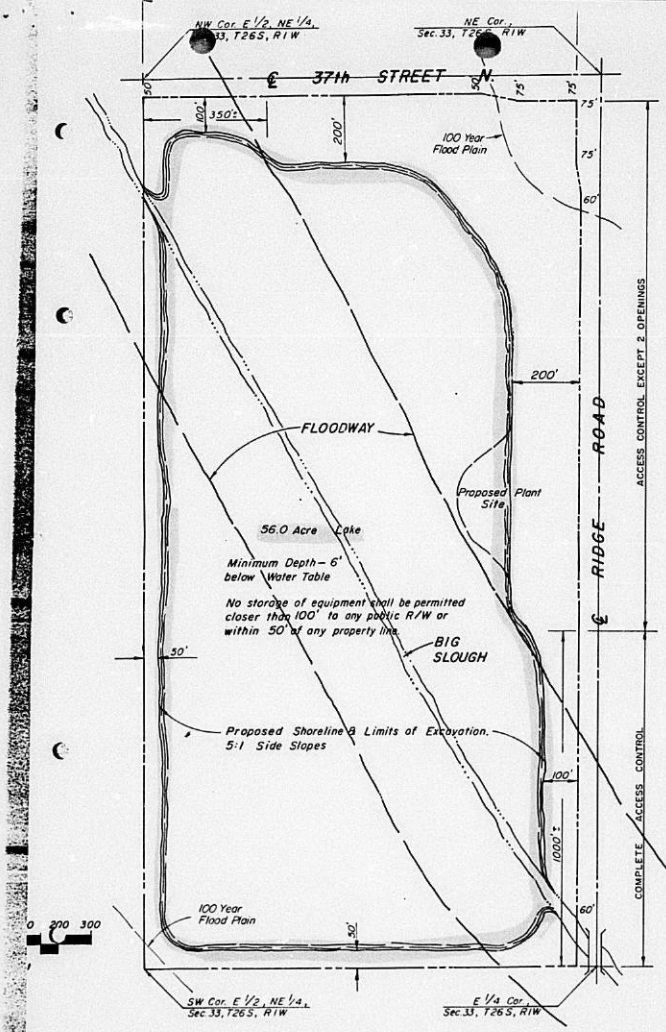 NW Cor. E 1/2, NE 1/4,
33, T26S, R1W
NE Cor.,
Sec. 33, T26S, R1W
℄ 37th STREET N.
50'
50'
75'
75'
75'
100'
350'±
200'
100 Year
Flood Plain
75'
60'
ACCESS CONTROL EXCEPT 2 OPENINGS
200'
FLOODWAY
℄ RIDGE ROAD
Proposed Plant
Site
56.0 Acre Lake
Minimum Depth - 6'
below Water Table
No storage of equipment shall be permitted
closer than 100' to any public R/W or
within 50' of any property line.
BIG
SLOUGH
50'
Proposed Shoreline & Limits of Excavation.
5:1 Side Slopes
100'
1000'±
COMPLETE ACCESS CONTROL
100 Year
Flood Plain
60'
50'
0 200 300
SW Cor. E 1/2, NE 1/4,
Sec 33, T26S, R1W
E 1/4 Cor.,
Sec 33, T26S, R1W